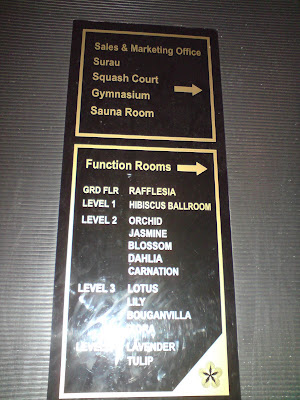 Sales & Marketing Office
Surau
Squash Court
Gymnasium
Sauna Room
Function Rooms
GRD FLR RAFFLESIA
LEVEL 1 HIBISCUS BALLROOM
LEVEL 2 ORCHID
JASMINE
BLOSSOM
DAHLIA
CARNATION
LEVEL 3 LOTUS
LILY
BOUGANVILLA
LAVENDER
TULIP